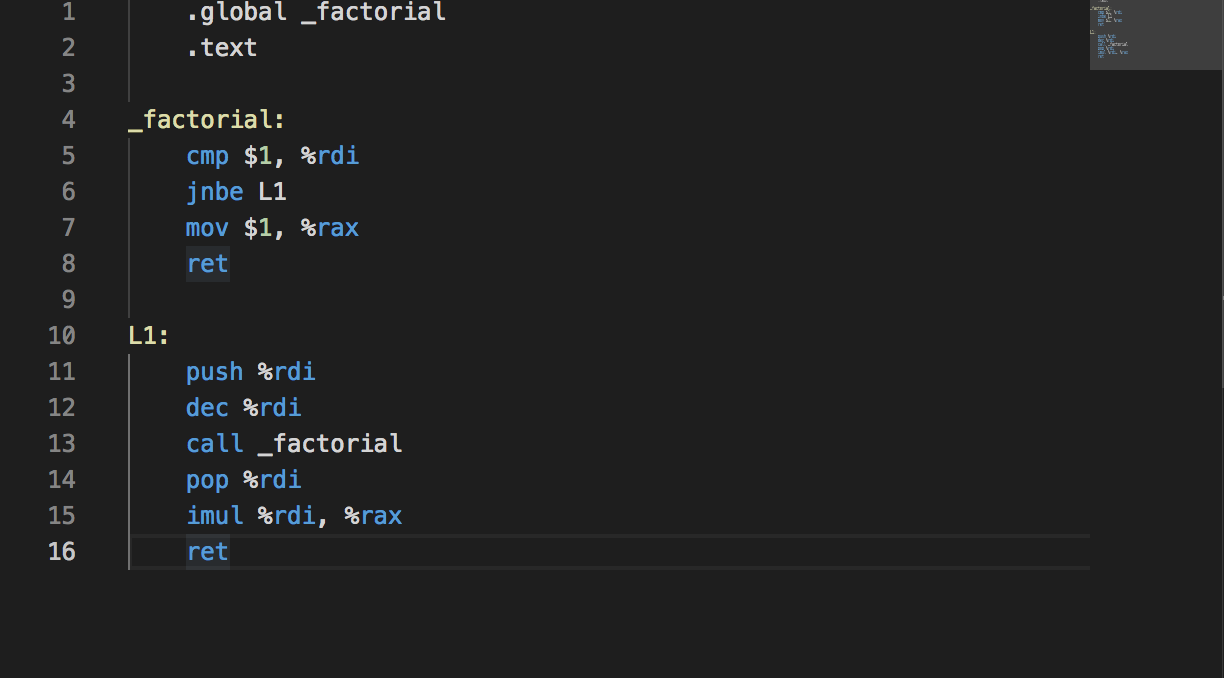 1 .global _factorial
2 .text
3
4 _factorial:
5 cmp $1, %rdi
6 jnbe L1
7 mov $1, %rax
8 ret
9
10 L1:
11 push %rdi
12 dec %rdi
13 call _factorial
14 pop %rdi
15 imul %rdi, %rax
16 ret